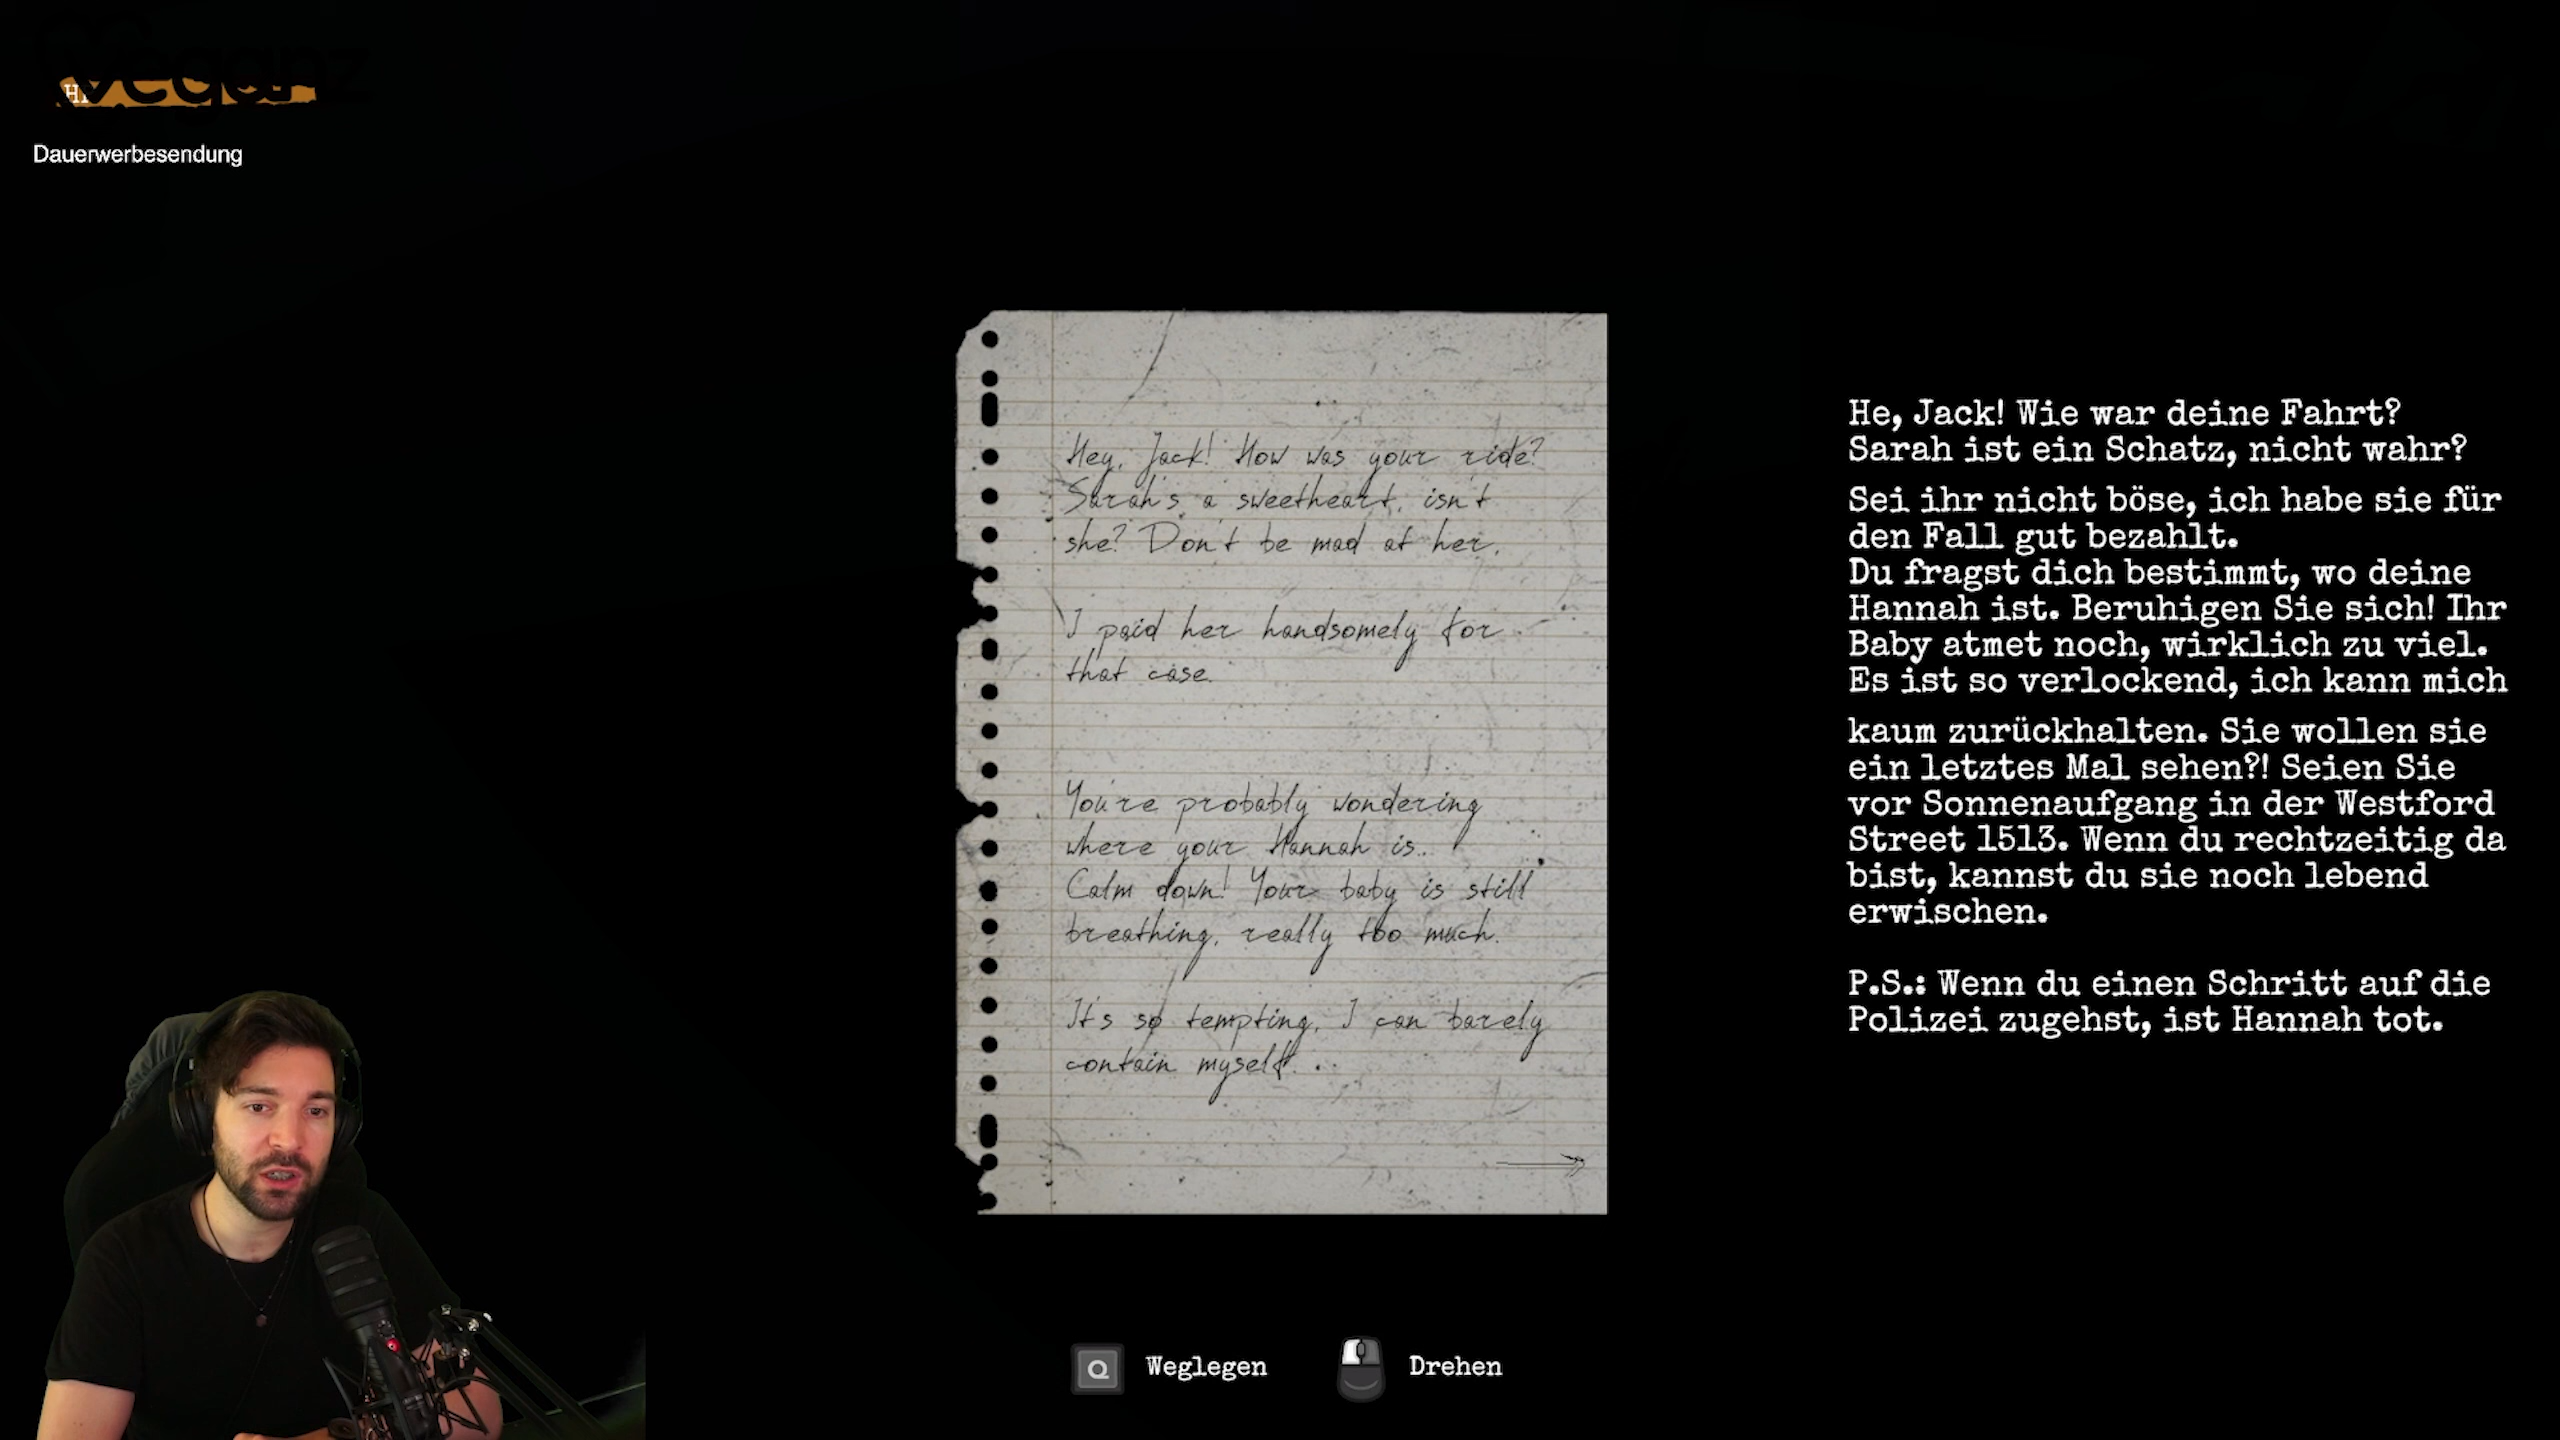 veganz
Dauerwerbesendung
Hey, Jack! How was your ride?
Sarah's a sweetheart, isn't
she? Don't be mad at her.
I paid her handsomely for
that case.
You're probably wondering
where your Hannah is..
Calm down! Your baby is still
breathing, really too much.
It's so tempting, I can barely
contain myself...
He, Jack! Wie war deine Fahrt?
Sarah ist ein Schatz, nicht wahr?
Sei ihr nicht böse, ich habe sie für
den Fall gut bezahlt.
Du fragst dich bestimmt, wo deine
Hannah ist. Beruhigen Sie sich! Ihr
Baby atmet noch, wirklich zu viel.
Es ist so verlockend, ich kann mich
kaum zurückhalten. Sie wollen sie
ein letztes Mal sehen?! Seien Sie
vor Sonnenaufgang in der Westford
Street 1513. Wenn du rechtzeitig da
bist, kannst du sie noch lebend
erwischen.
P.S.: Wenn du einen Schritt auf die
Polizei zugehst, ist Hannah tot.
Q Weglegen Drehen